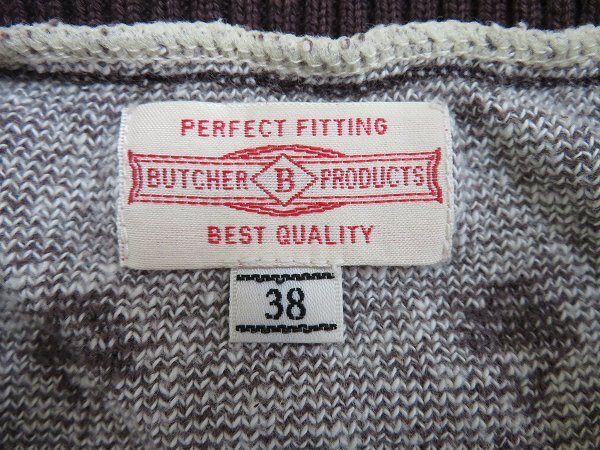 PERFECT FITTING
BUTCHER B PRODUCTS
BEST QUALITY
38